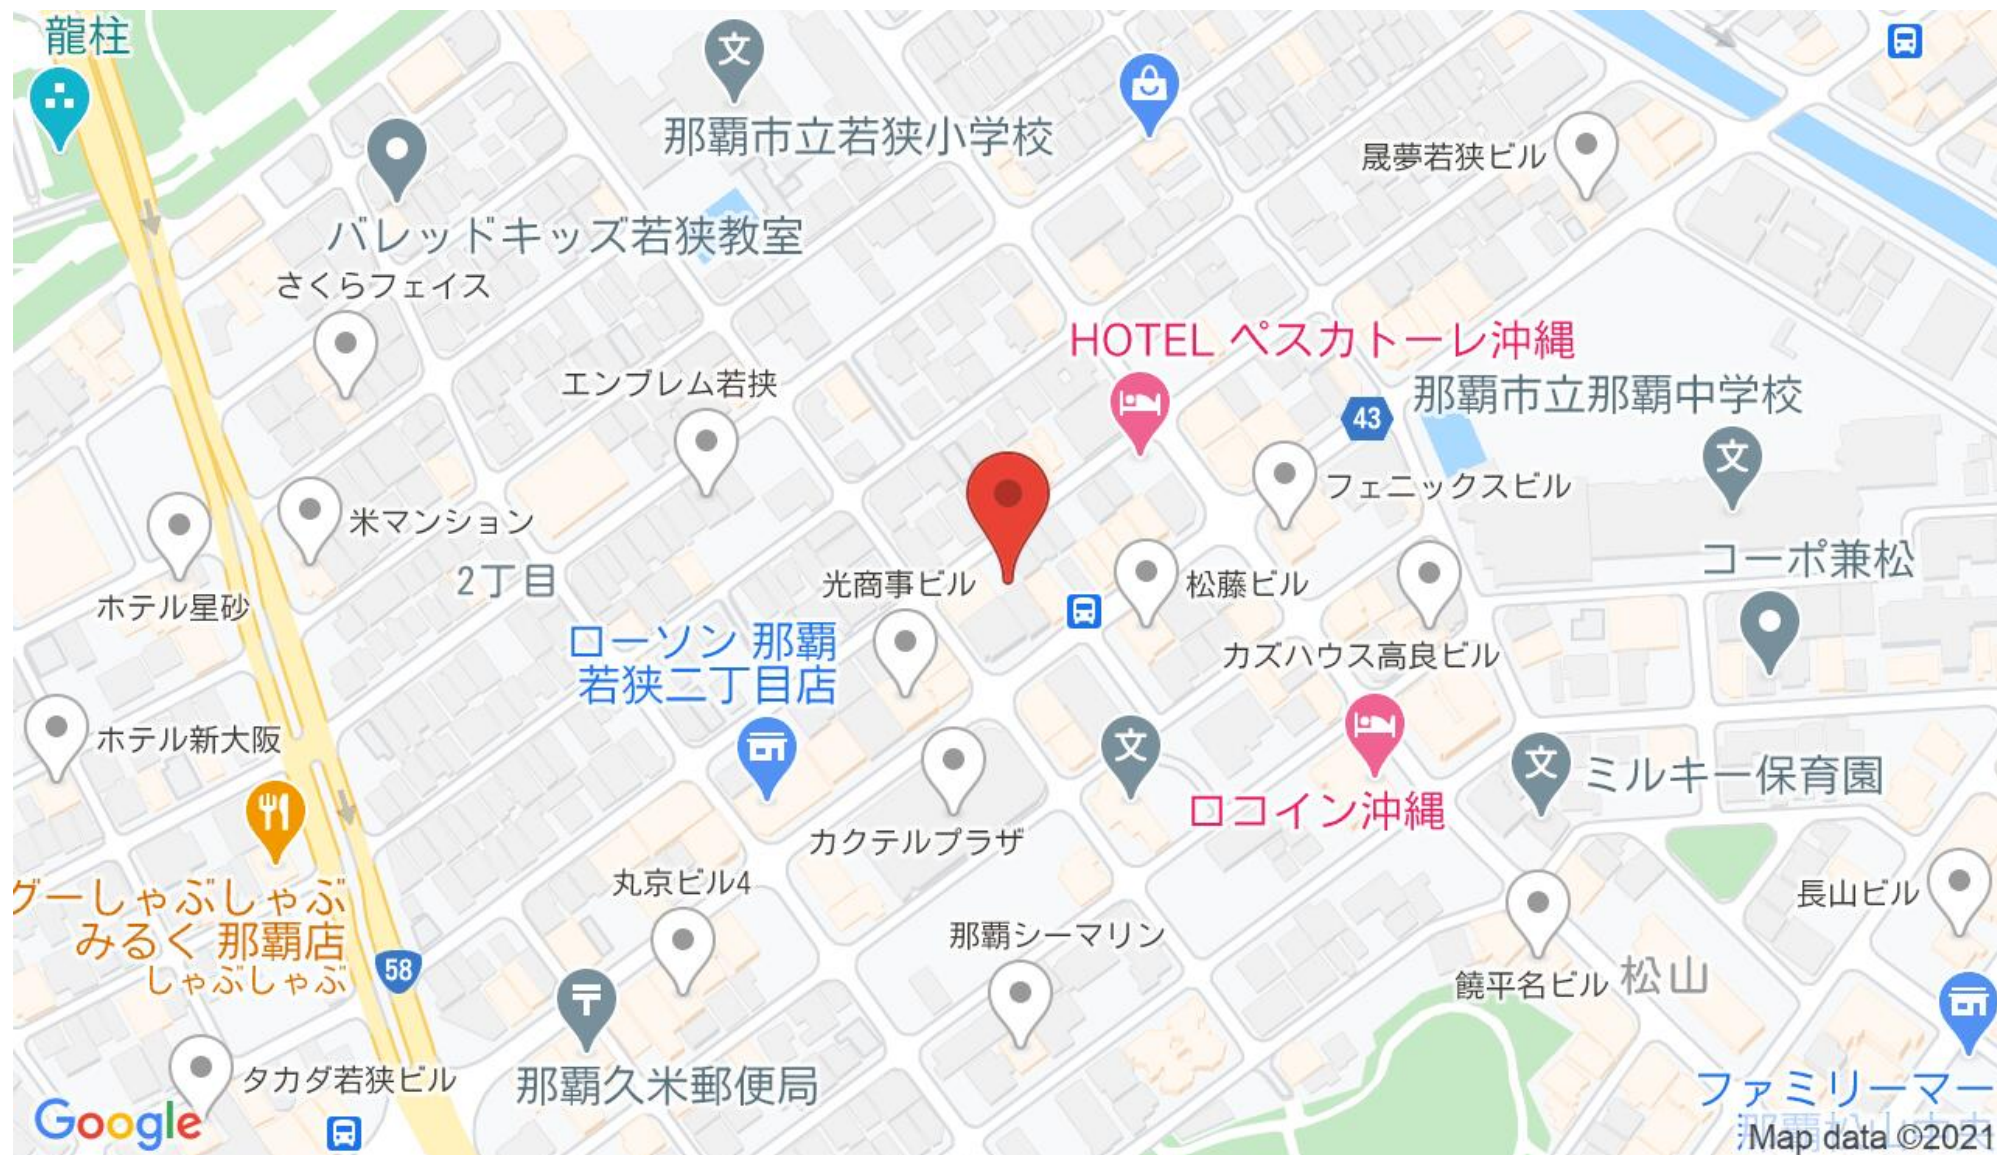 龍柱
文
那覇市立若狭小学校
晟夢若狭ビル
バレッドキッズ若狭教室
さくらフェイス
HOTEL ペスカトーレ沖縄
エンブレム若挟
43
那覇市立那覇中学校
文
フェニックスビル
米マンション
コーポ兼松
2丁目
光商事ビル
松藤ビル
ホテル星砂
ローソン 那覇
若狭二丁目店
カズハウス高良ビル
ホテル新大阪
文
文
ミルキー保育園
ロコイン沖縄
カクテルプラザ
グーしゃぶしゃぶ
みるく 那覇店
しゃぶしゃぶ
丸京ビル4
長山ビル
那覇シーマリン
58
饒平名ビル
松山
〒
タカダ若狭ビル
那覇久米郵便局
ファミリーマー
Google
Map data ©2021